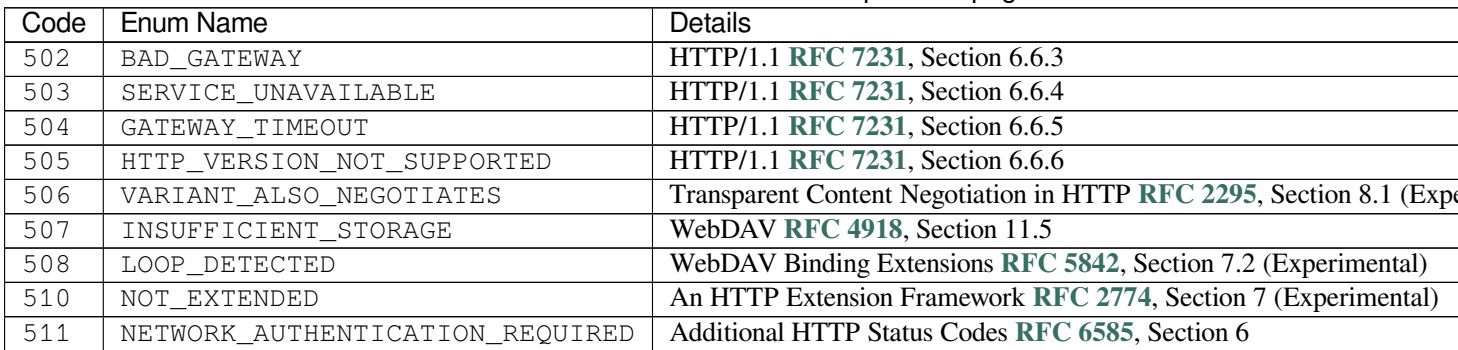 Code Enum Name Details
502 BAD_GATEWAY HTTP/1.1 RFC 7231, Section 6.6.3
503 SERVICE_UNAVAILABLE HTTP/1.1 RFC 7231, Section 6.6.4
504 GATEWAY_TIMEOUT HTTP/1.1 RFC 7231, Section 6.6.5
505 HTTP_VERSION_NOT_SUPPORTED HTTP/1.1 RFC 7231, Section 6.6.6
506 VARIANT_ALSO_NEGOTIATES Transparent Content Negotiation in HTTP RFC 2295, Section 8.1 (Expe
507 INSUFFICIENT_STORAGE WebDAV RFC 4918, Section 11.5
508 LOOP_DETECTED WebDAV Binding Extensions RFC 5842, Section 7.2 (Experimental)
510 NOT_EXTENDED An HTTP Extension Framework RFC 2774, Section 7 (Experimental)
511 NETWORK_AUTHENTICATION_REQUIRED Additional HTTP Status Codes RFC 6585, Section 6